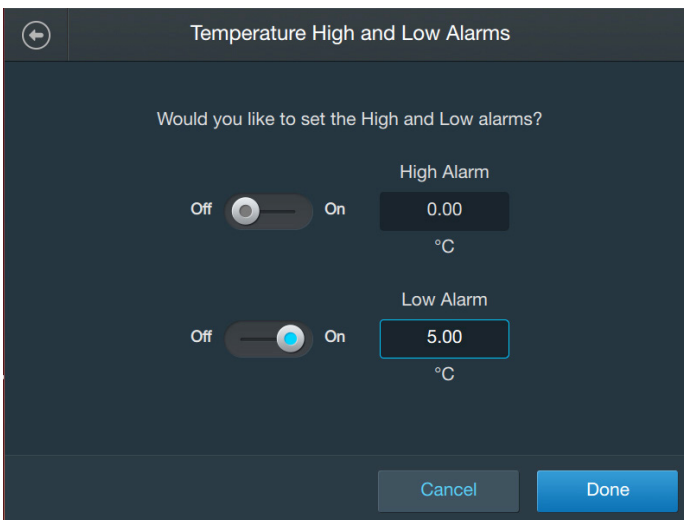 Temperature High and Low Alarms
Would you like to set the High and Low alarms?
High Alarm
Off On 0.00
°C
Low Alarm
Off On 5.00
°C
Cancel Done